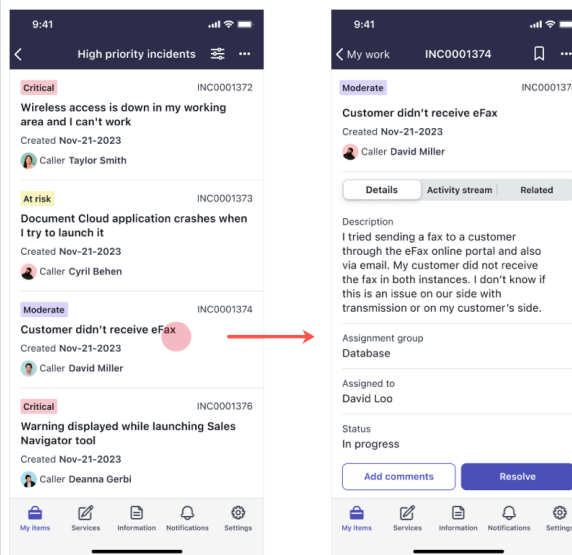 9:41
High priority incidents
Critical
INC0001372
Wireless access is down in my working
area and I can't work
Created Nov-21-2023
Caller Taylor Smith
At risk
INC0001373
Document Cloud application crashes when
I try to launch it
Created Nov-21-2023
Caller Cyril Behen
Moderate
INC0001374
Customer didn't receive eFax
Created Nov-21-2023
Caller David Miller
Critical
INC0001376
Warning displayed while launching Sales
Navigator tool
Created Nov-21-2023
Caller Deanna Gerbi
My items
Services
Information
Notifications
Settings
9:41
My work
INC0001374
Moderate
INC0001374
Customer didn't receive eFax
Created Nov-21-2023
Caller David Miller
Details
Activity stream
Related
Description
I tried sending a fax to a customer
through the eFax online portal and also
via email. My customer did not receive
the fax in both instances. I don't know if
this is an issue on our side with
transmission or on my customer's side.
Assignment group
Database
Assigned to
David Loo
Status
In progress
Add comments
Resolve
My items
Services
Information
Notifications
Settings